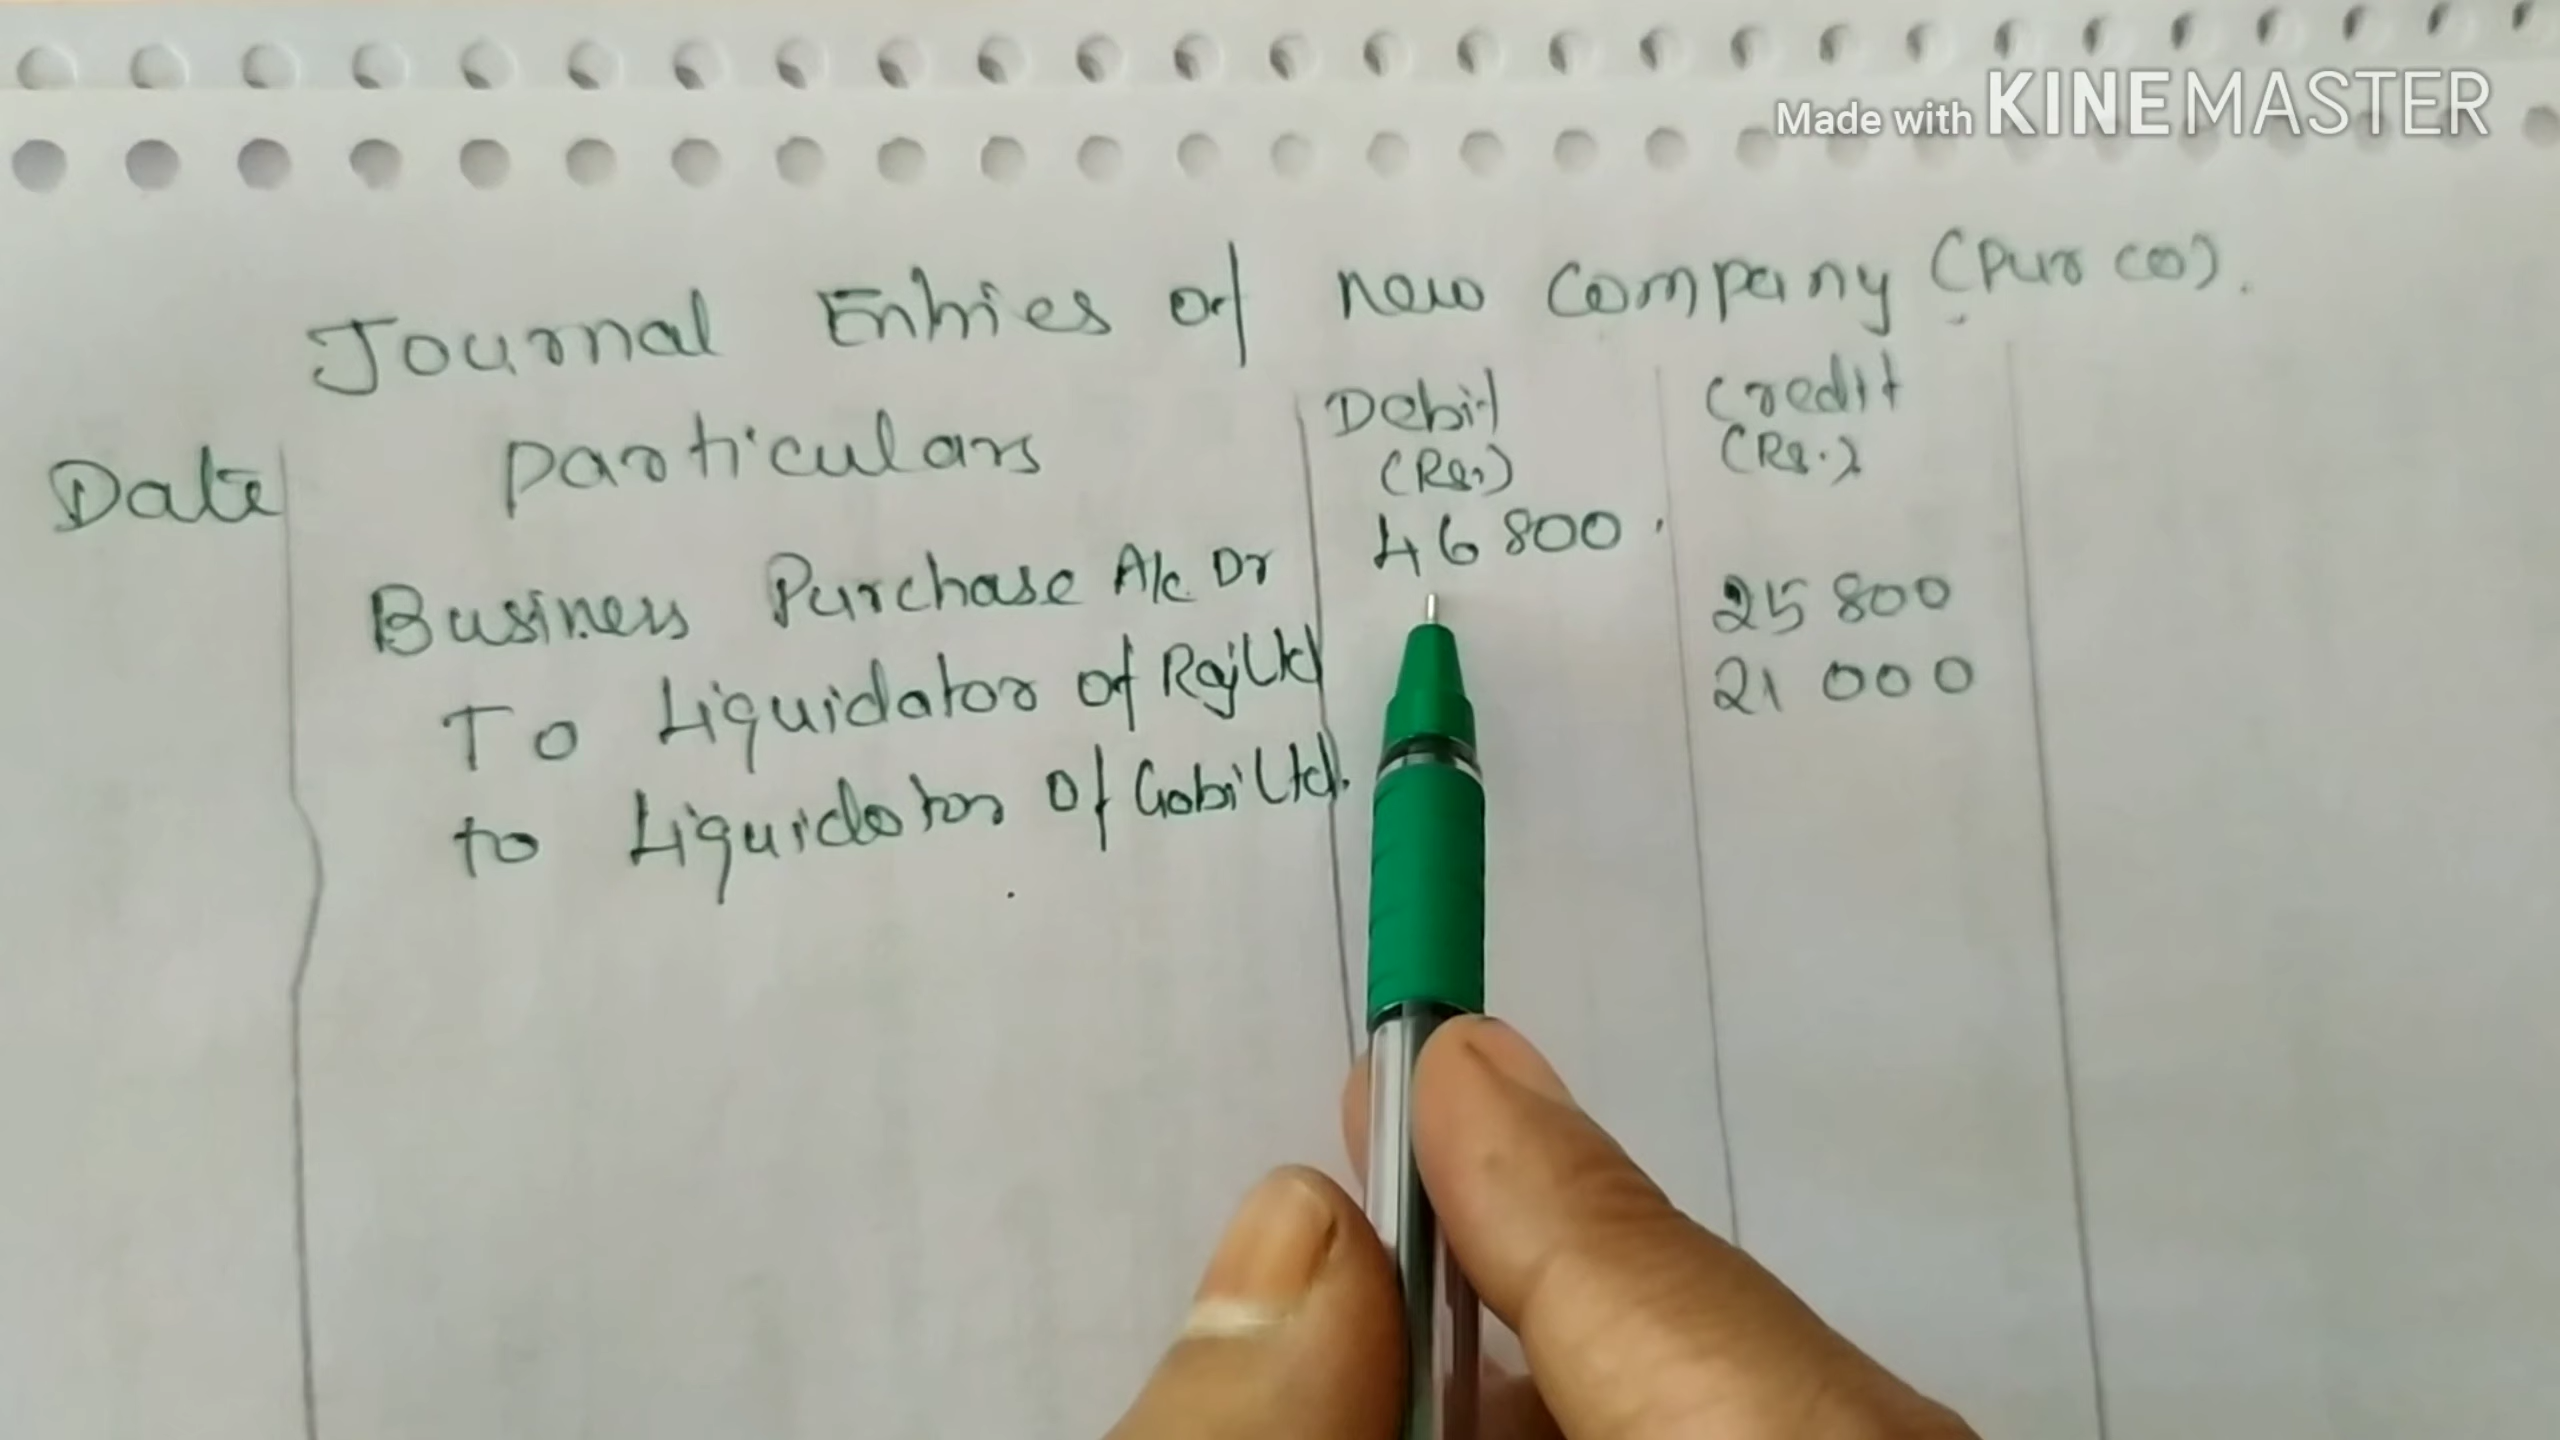 Made with KINEMASTER
Journal Entries of new company (Pur co).
Date
Particulars
Debit
(Rs.)
Credit
(Rs.)
Business Purchase A/c Dr
46800
To Liquidator of Raj Ltd
25800
to Liquidator of Gobi Ltd.
21000